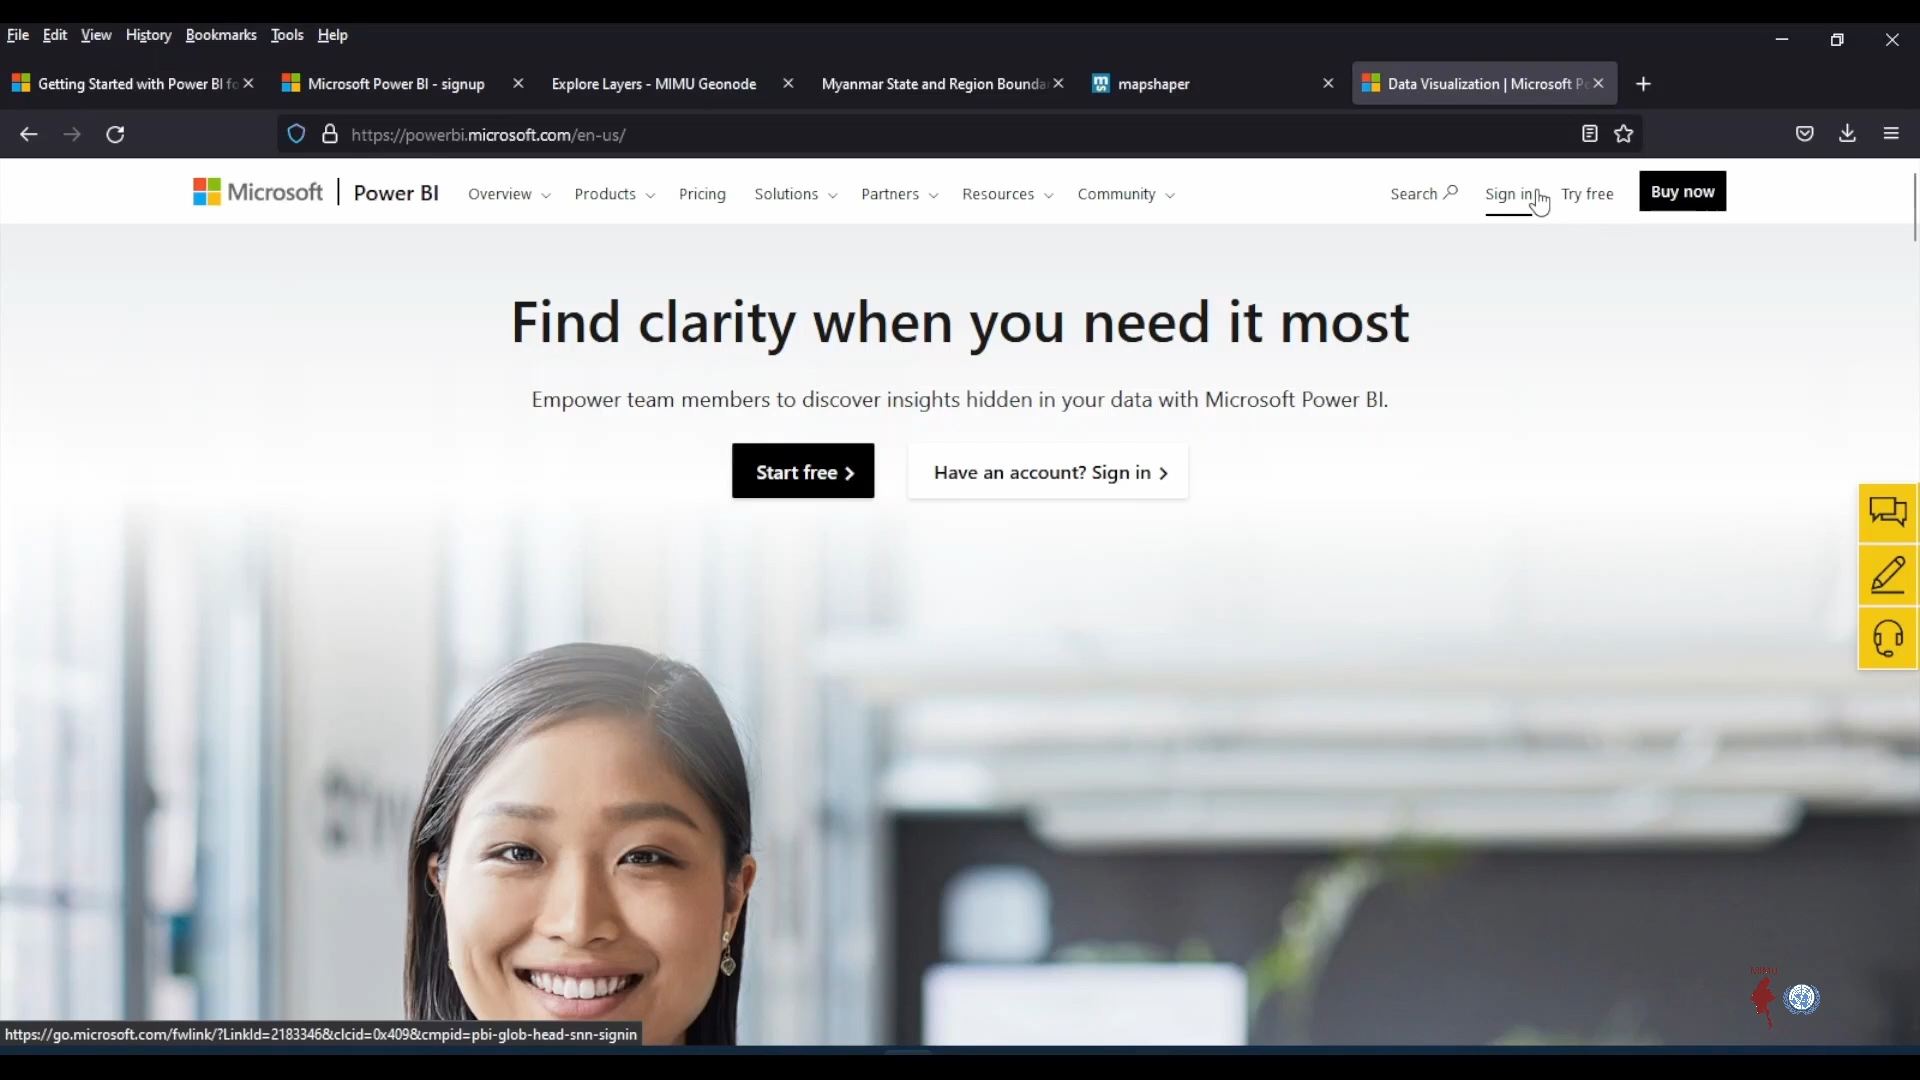 File Edit View History Bookmarks Tools Help
Getting Started with Power BI fo
Microsoft Power BI - signup
Explore Layers - MIMU Geonode
Myanmar State and Region Bounda
mapshaper
Data Visualization | Microsoft Po
https://powerbi.microsoft.com/en-us/
Microsoft Power BI Overview Products Pricing Solutions Partners Resources Community Search Sign in Try free Buy now
Find clarity when you need it most
Empower team members to discover insights hidden in your data with Microsoft Power BI.
Start free
Have an account? Sign in
MIMU
https://go.microsoft.com/fwlink/?LinkId=2183346&clcid=0x409&cmpid=pbi-glob-head-snn-signin